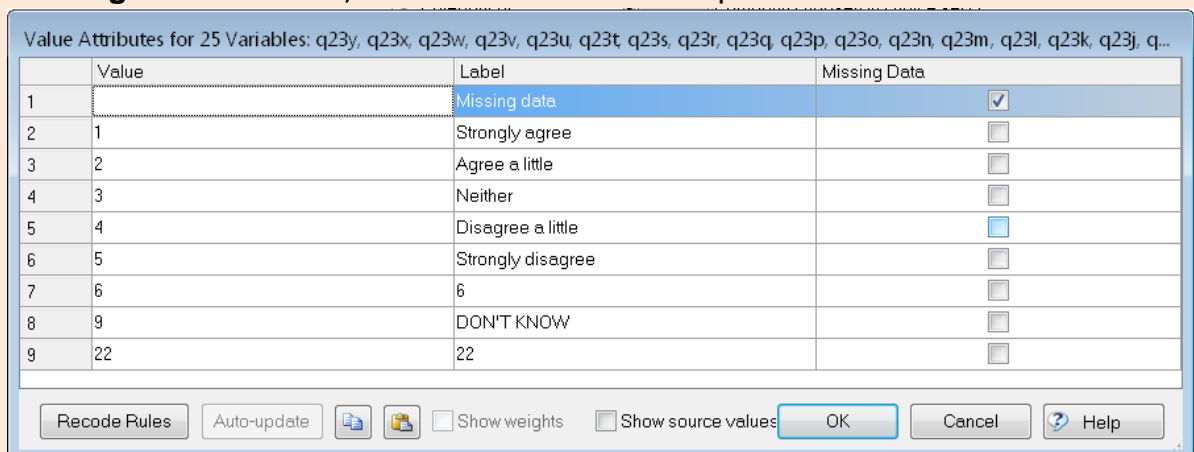 Value Attributes for 25 Variables: q23y, q23x, q23w, q23v, q23u, q23t, q23s, q23r, q23q, q23p, q23o, q23n, q23m, q23l, q23k, q23j, q...
Value Label Missing Data
1 Missing data
2 1 Strongly agree
3 2 Agree a little
4 3 Neither
5 4 Disagree a little
6 5 Strongly disagree
7 6 6
8 9 DON'T KNOW
9 22 22
Recode Rules Auto-update Show weights Show source values OK Cancel Help